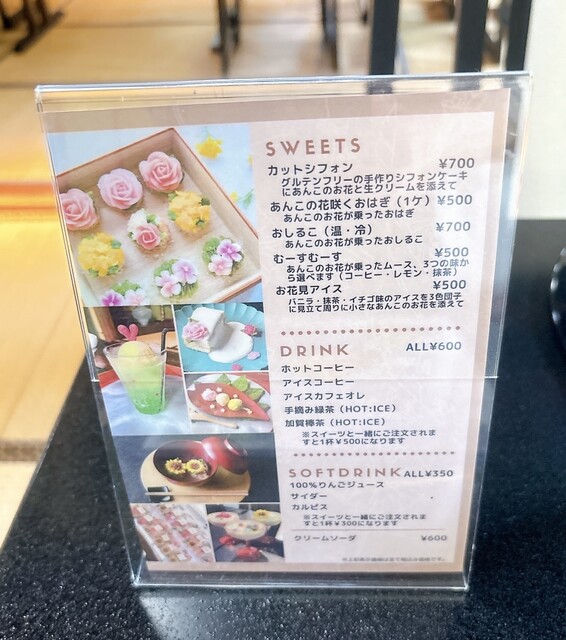 SWEETS
カットシフォン ¥700
グルテンフリーの手作りシフォンケーキ
にあんこのお花と生クリームを添えて
あんこの花咲くおはぎ（1ケ） ¥500
あんこのお花が乗ったおはぎ
おしるこ（温・冷） ¥700
あんこのお花が乗ったおしるこ
むーすむーす ¥500
あんこのお花が乗ったムース、3つの味か
ら選べます（コーヒー・レモン・抹茶）
お花見アイス ¥500
バニラ・抹茶・イチゴ味のアイスを3色団子
に見立て周りに小さなあんこのお花を添えて
DRINK ALL¥600
ホットコーヒー
アイスコーヒー
アイスカフェオレ
手摘み緑茶（HOT:ICE）
加賀棒茶（HOT:ICE）
※スイーツと一緒にご注文されま
すと1杯¥500になります
SOFTDRINK ALL¥350
100%りんごジュース
サイダー
カルピス
※スイーツと一緒にご注文されま
すと1杯¥300になります
クリームソーダ ¥600